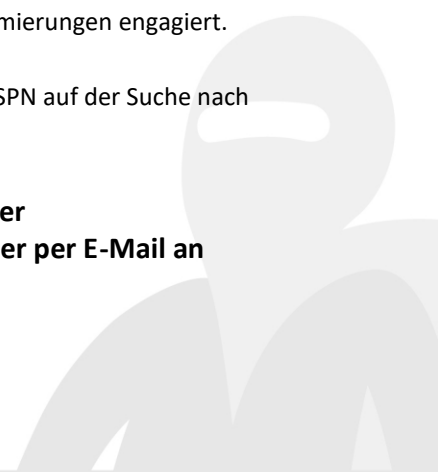 mierungen engagiert.
SPN auf der Suche nach
er
er per E-Mail an